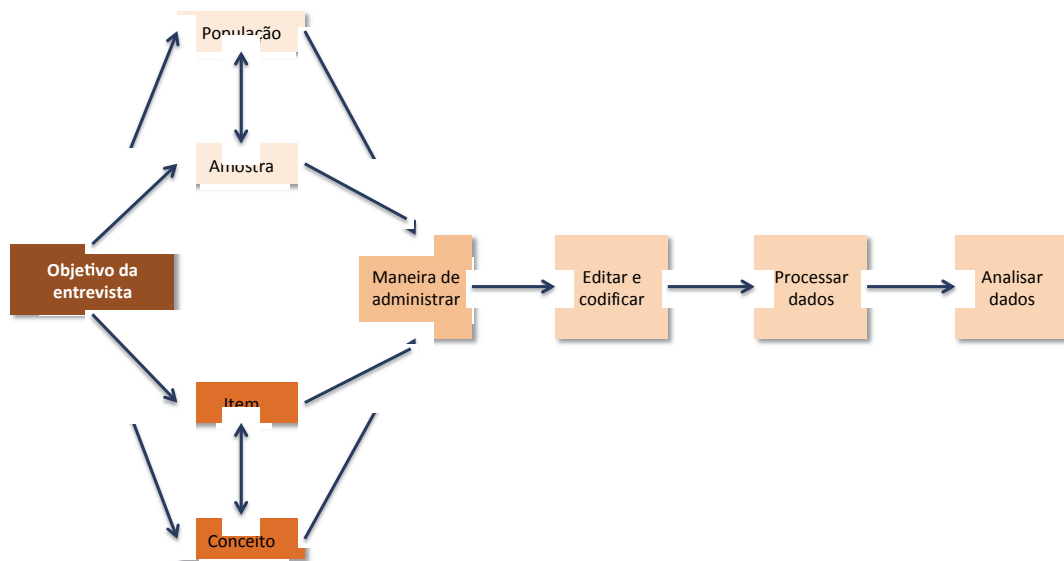 População
Amostra
Objetivo da
entrevista
Maneira de
administrar
Editar e
codificar
Processar
dados
Analisar
dados
Item
Conceito